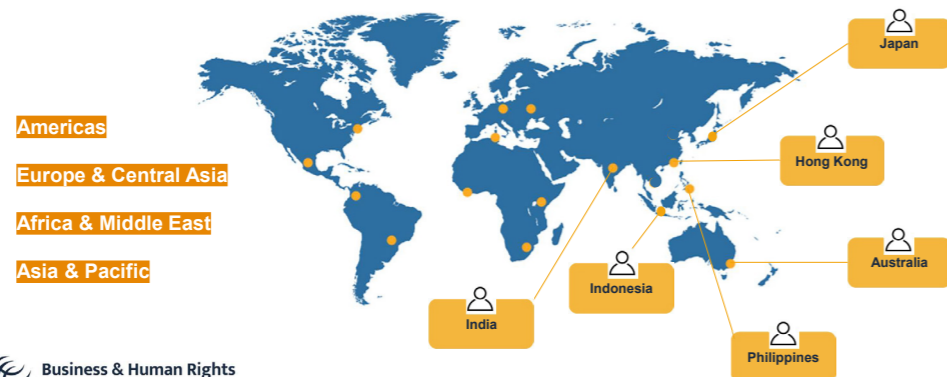 Americas
Europe & Central Asia
Africa & Middle East
Asia & Pacific
Japan
Hong Kong
Australia
Indonesia
India
Philippines
Business & Human Rights